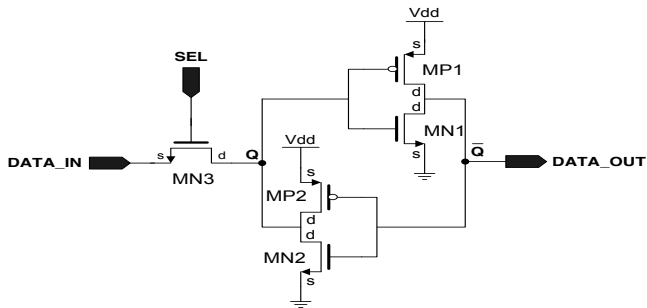 Vdd
s
SEL
MP1
d
d
MN1
s
d
Q
Q̅
DATA_IN
DATA_OUT
MN3
s
Vdd
s
MP2
d
d
MN2
s